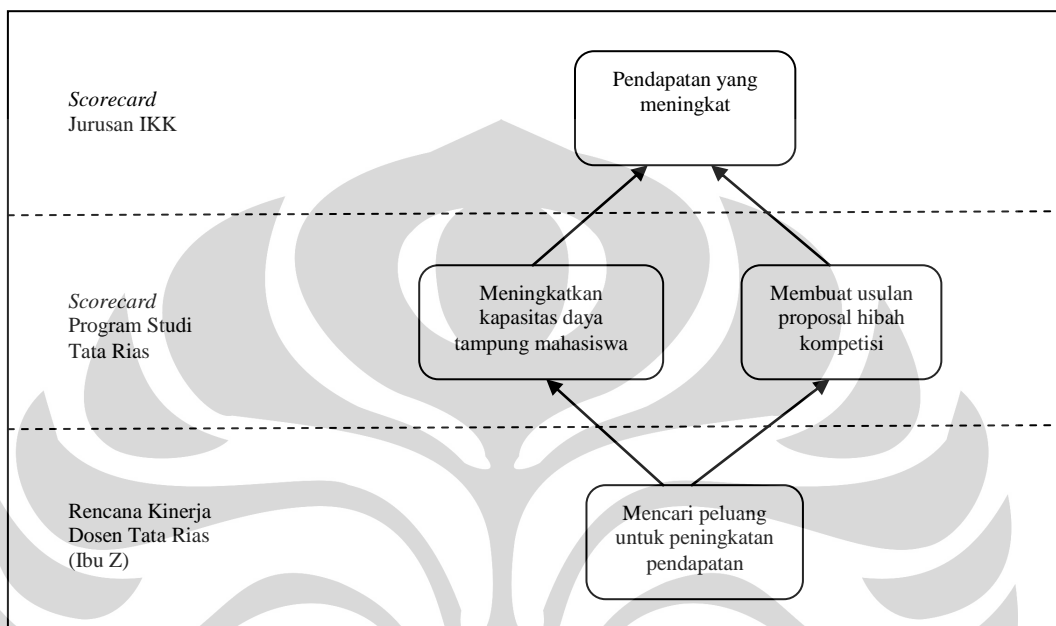 Scorecard
Jurusan IKK
Pendapatan yang
meningkat
Scorecard
Program Studi
Tata Rias
Meningkatkan
kapasitas daya
tampung mahasiswa
Membuat usulan
proposal hibah
kompetisi
Rencana Kinerja
Dosen Tata Rias
(Ibu Z)
Mencari peluang
untuk peningkatan
pendapatan